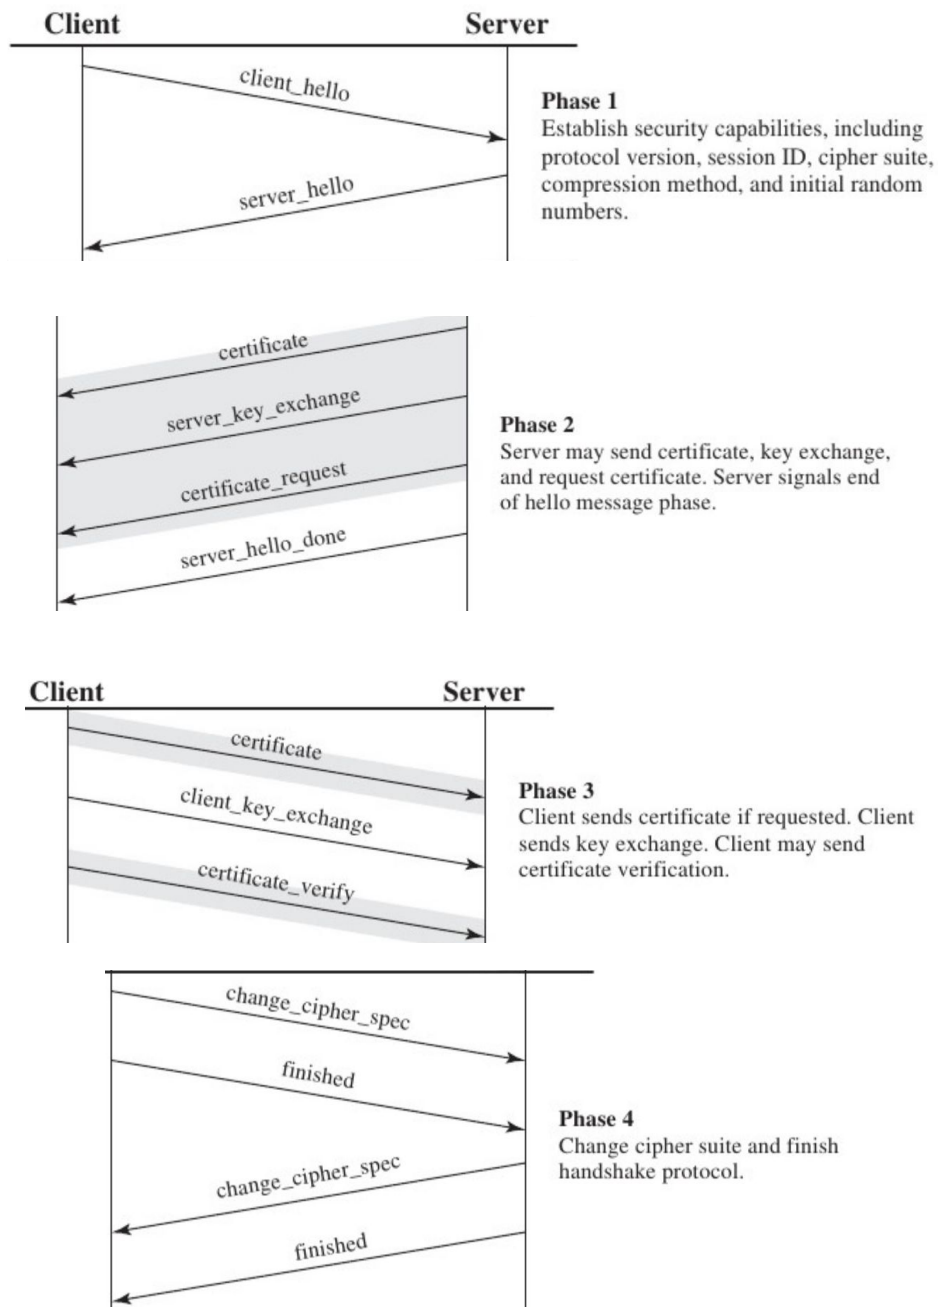 Client Server
client_hello
server_hello
Phase 1
Establish security capabilities, including
protocol version, session ID, cipher suite,
compression method, and initial random
numbers.
certificate
server_key_exchange
certificate_request
server_hello_done
Phase 2
Server may send certificate, key exchange,
and request certificate. Server signals end
of hello message phase.
Client Server
certificate
client_key_exchange
certificate_verify
Phase 3
Client sends certificate if requested. Client
sends key exchange. Client may send
certificate verification.
change_cipher_spec
finished
change_cipher_spec
finished
Phase 4
Change cipher suite and finish
handshake protocol.